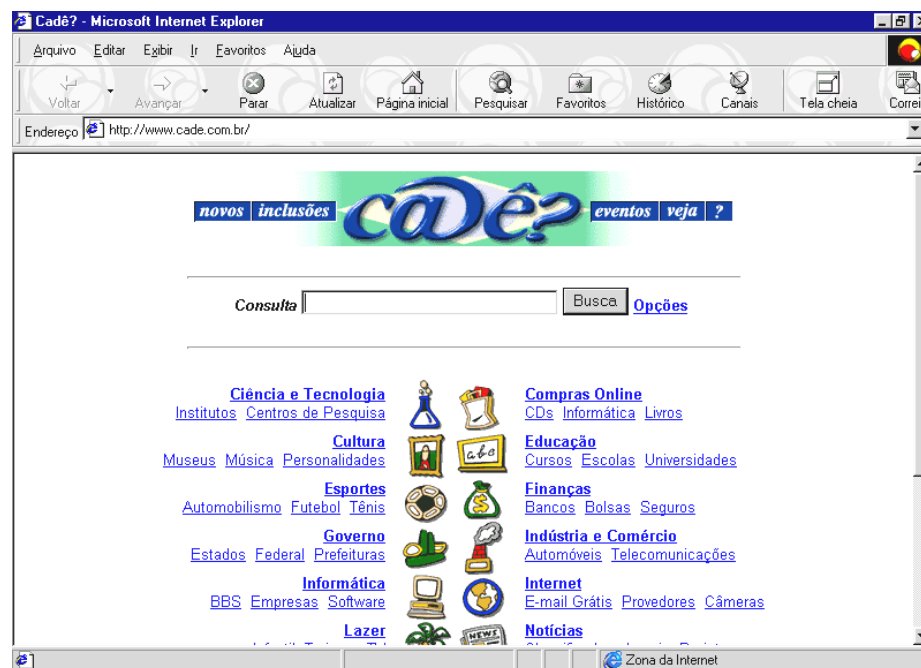 Cadê? - Microsoft Internet Explorer
Arquivo Editar Exibir Ir Favoritos Ajuda
Voltar Avançar Parar Atualizar Página inicial Pesquisar Favoritos Histórico Canais Tela cheia Correi
Endereço http://www.cade.com.br/
novos inclusões cadê? eventos veja ?
Consulta Busca Opções
Ciência e Tecnologia Compras Online
Institutos Centros de Pesquisa CDs Informática Livros
Cultura Educação
Museus Música Personalidades Cursos Escolas Universidades
abc
Esportes Finanças
Automobilismo Futebol Tênis Bancos Bolsas Seguros
Governo Indústria e Comércio
Estados Federal Prefeituras Automóveis Telecomunicações
Informática Internet
BBS Empresas Software E-mail Grátis Provedores Câmeras
Lazer NEWS Notícias
Zona da Internet